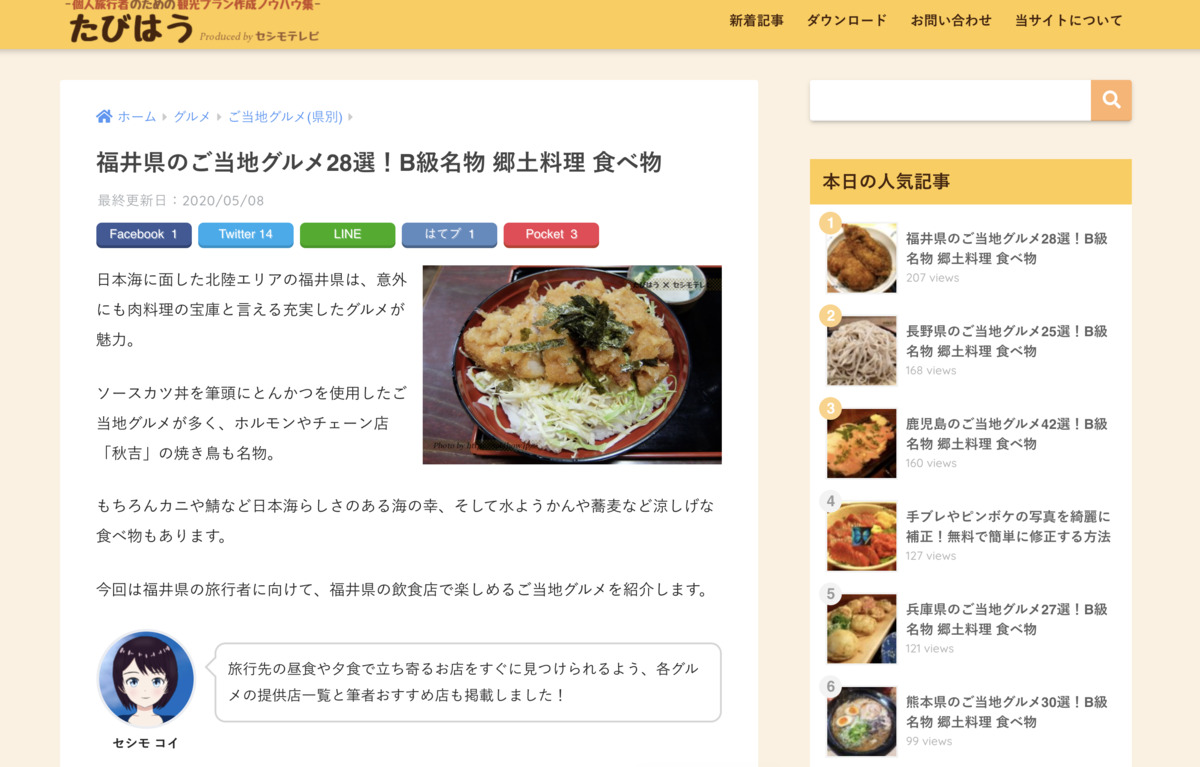 -個人旅行者のための観光プラン作成ノウハウ集-
たびはう Produced by セシモテレビ
新着記事 ダウンロード お問い合わせ 当サイトについて
ホーム グルメ ご当地グルメ(県別)
福井県のご当地グルメ28選！B級名物 郷土料理 食べ物
最終更新日：2020/05/08
Facebook 1 Twitter 14 LINE はてブ 1 Pocket 3
日本海に面した北陸エリアの福井県は、意外
にも肉料理の宝庫と言える充実したグルメが
魅力。
たびはう × セシモテレビ
Photo by
ソースカツ丼を筆頭にとんかつを使用したご
当地グルメが多く、ホルモンやチェーン店
「秋吉」の焼き鳥も名物。
もちろんカニや鯖など日本海らしさのある海の幸、そして水ようかんや蕎麦など涼しげな
食べ物もあります。
今回は福井県の旅行者に向けて、福井県の飲食店で楽しめるご当地グルメを紹介します。
旅行先の昼食や夕食で立ち寄るお店をすぐに見つけられるよう、各グル
メの提供店一覧と筆者おすすめ店も掲載しました！
セシモ コイ
本日の人気記事
1
福井県のご当地グルメ28選！B級
名物 郷土料理 食べ物
207 views
2
長野県のご当地グルメ25選！B級
名物 郷土料理 食べ物
168 views
3
鹿児島のご当地グルメ42選！B級
名物 郷土料理 食べ物
160 views
4
手ブレやピンボケの写真を綺麗に
補正！無料で簡単に修正する方法
127 views
5
兵庫県のご当地グルメ27選！B級
名物 郷土料理 食べ物
121 views
6
熊本県のご当地グルメ30選！B級
名物 郷土料理 食べ物
99 views